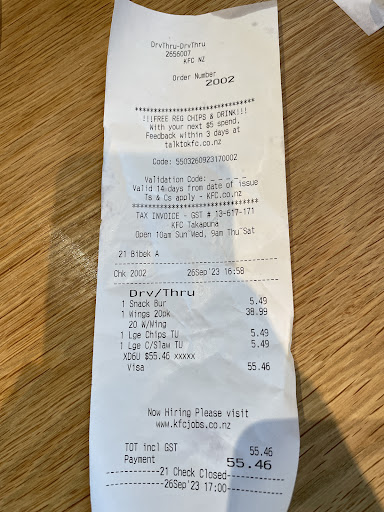 DrvThru-DrvThru
2656007
KFC NZ
Order Number
2002
********************************
!!!FREE REG CHIPS & DRINK!!!
With your next $5 spend.
Feedback within 3 days at
talktokfc.co.nz
Code: 5503260923170002
Validation Code: _ _ _ _ _
Valid 14 days from date of issue
Ts & Cs apply - KFC.co.nz
********************************
TAX INVOICE - GST # 13-617-171
KFC Takapuna
Open 10am Sun Wed, 9am Thu Sat
21 Bibek A
Chk 2002 26Sep'23 16:58
Drv/Thru
1 Snack Bur 5.49
1 Wings 20pk 38.99
20 W/Wing
1 Lge Chips TU 5.49
1 Lge C/Slaw TU 5.49
XD6U $55.46 xxxxx
Visa 55.46
Now Hiring Please visit
www.kfcjobs.co.nz
TOT incl GST 55.46
Payment 55.46
----------21 Check Closed----------
----------26Sep'23 17:00----------